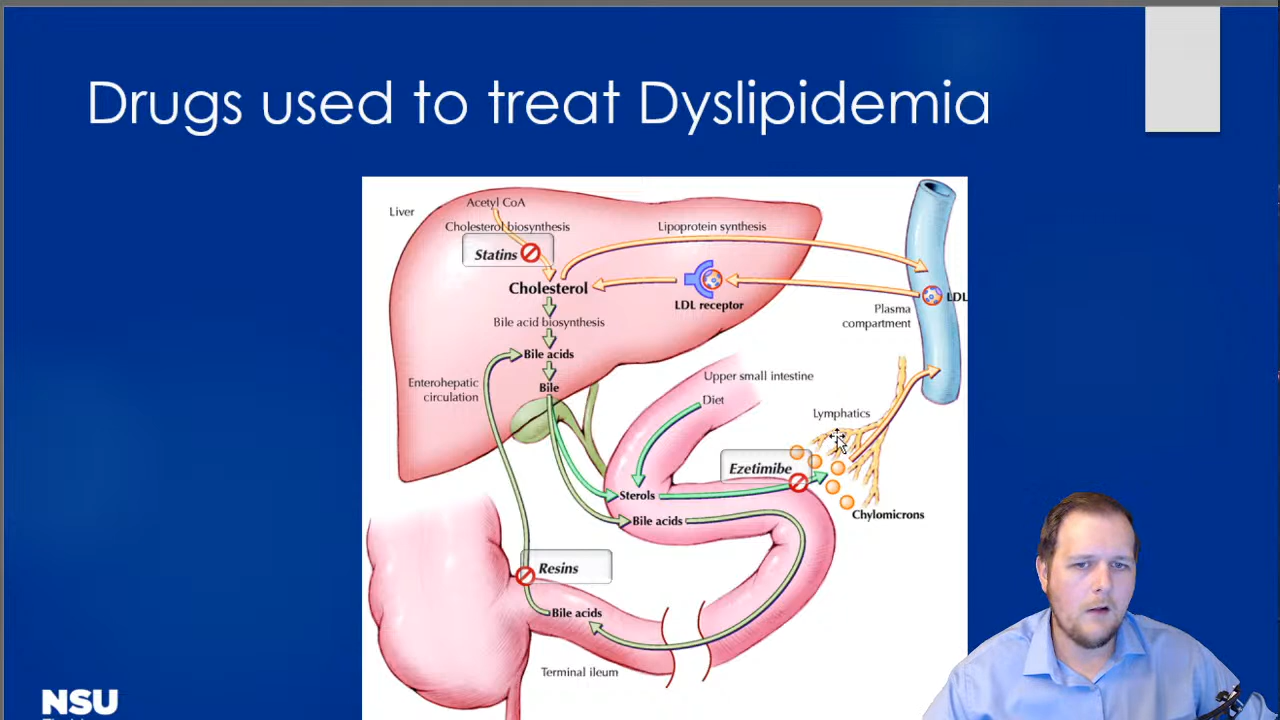 Drugs used to treat Dyslipidemia
Liver
Acetyl CoA
Cholesterol biosynthesis
Statins
Lipoprotein synthesis
Cholesterol
LDL receptor
LDL
Plasma
compartment
Bile acid biosynthesis
Bile acids
Enterohepatic
circulation
Bile
Upper small intestine
Diet
Lymphatics
Ezetimibe
Sterols
Bile acids
Chylomicrons
Resins
Bile acids
Terminal ileum
NSU